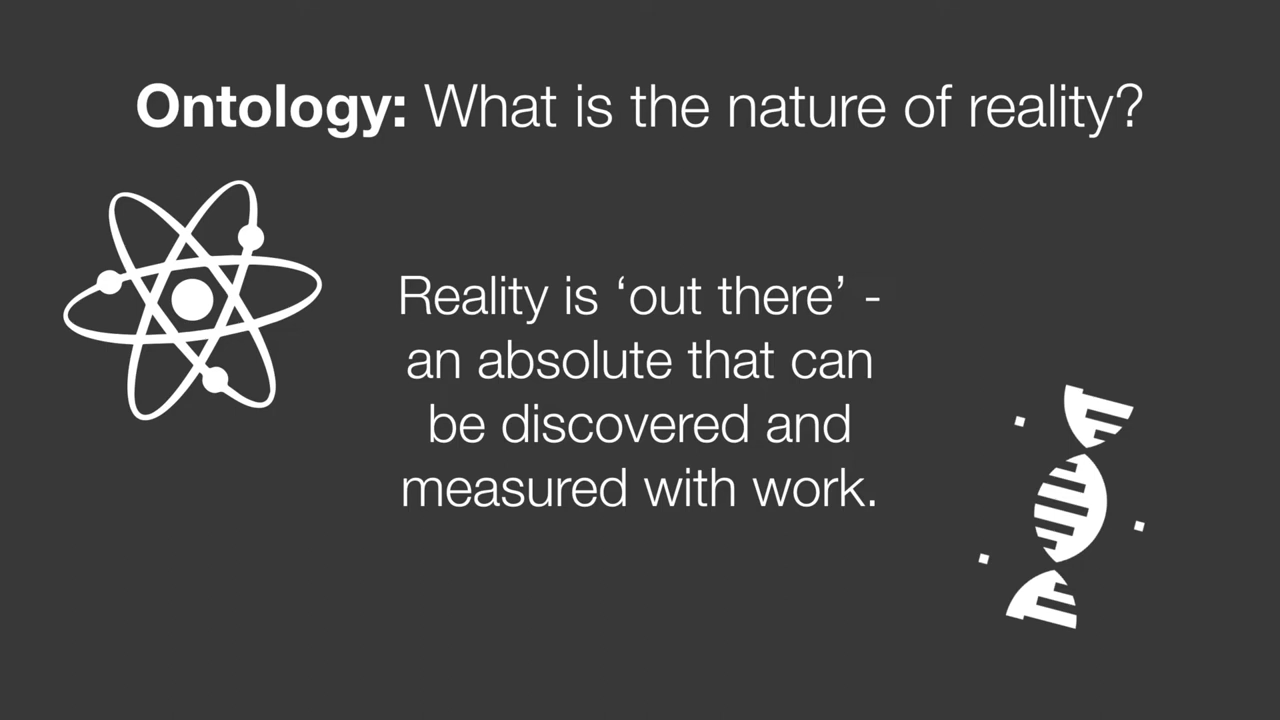 Ontology: What is the nature of reality?
Reality is ‘out there’ -
an absolute that can
be discovered and
measured with work.